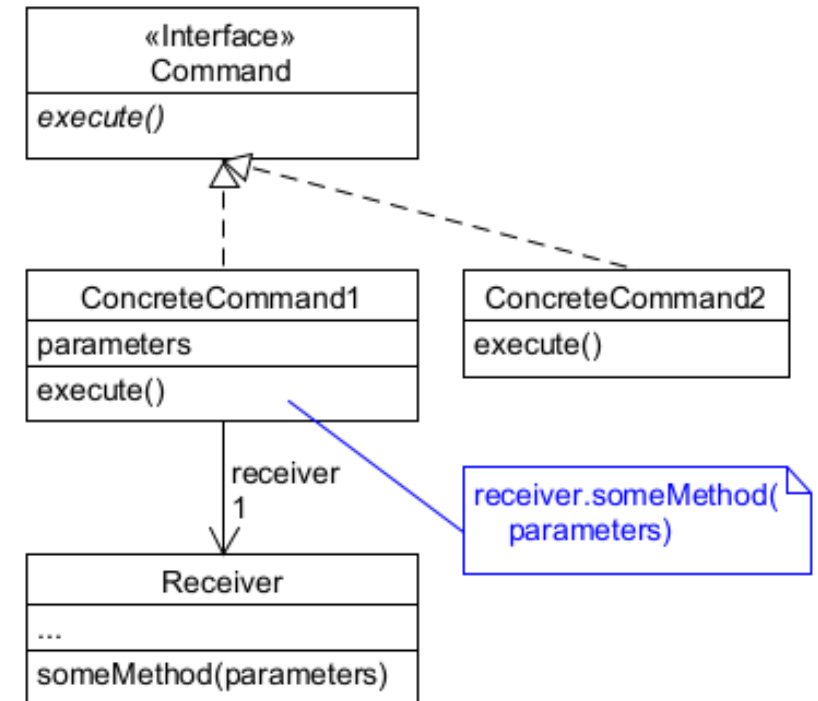 «Interface»
Command
execute()
ConcreteCommand1
parameters
execute()
ConcreteCommand2
execute()
receiver
1
receiver.someMethod(
parameters)
Receiver
...
someMethod(parameters)